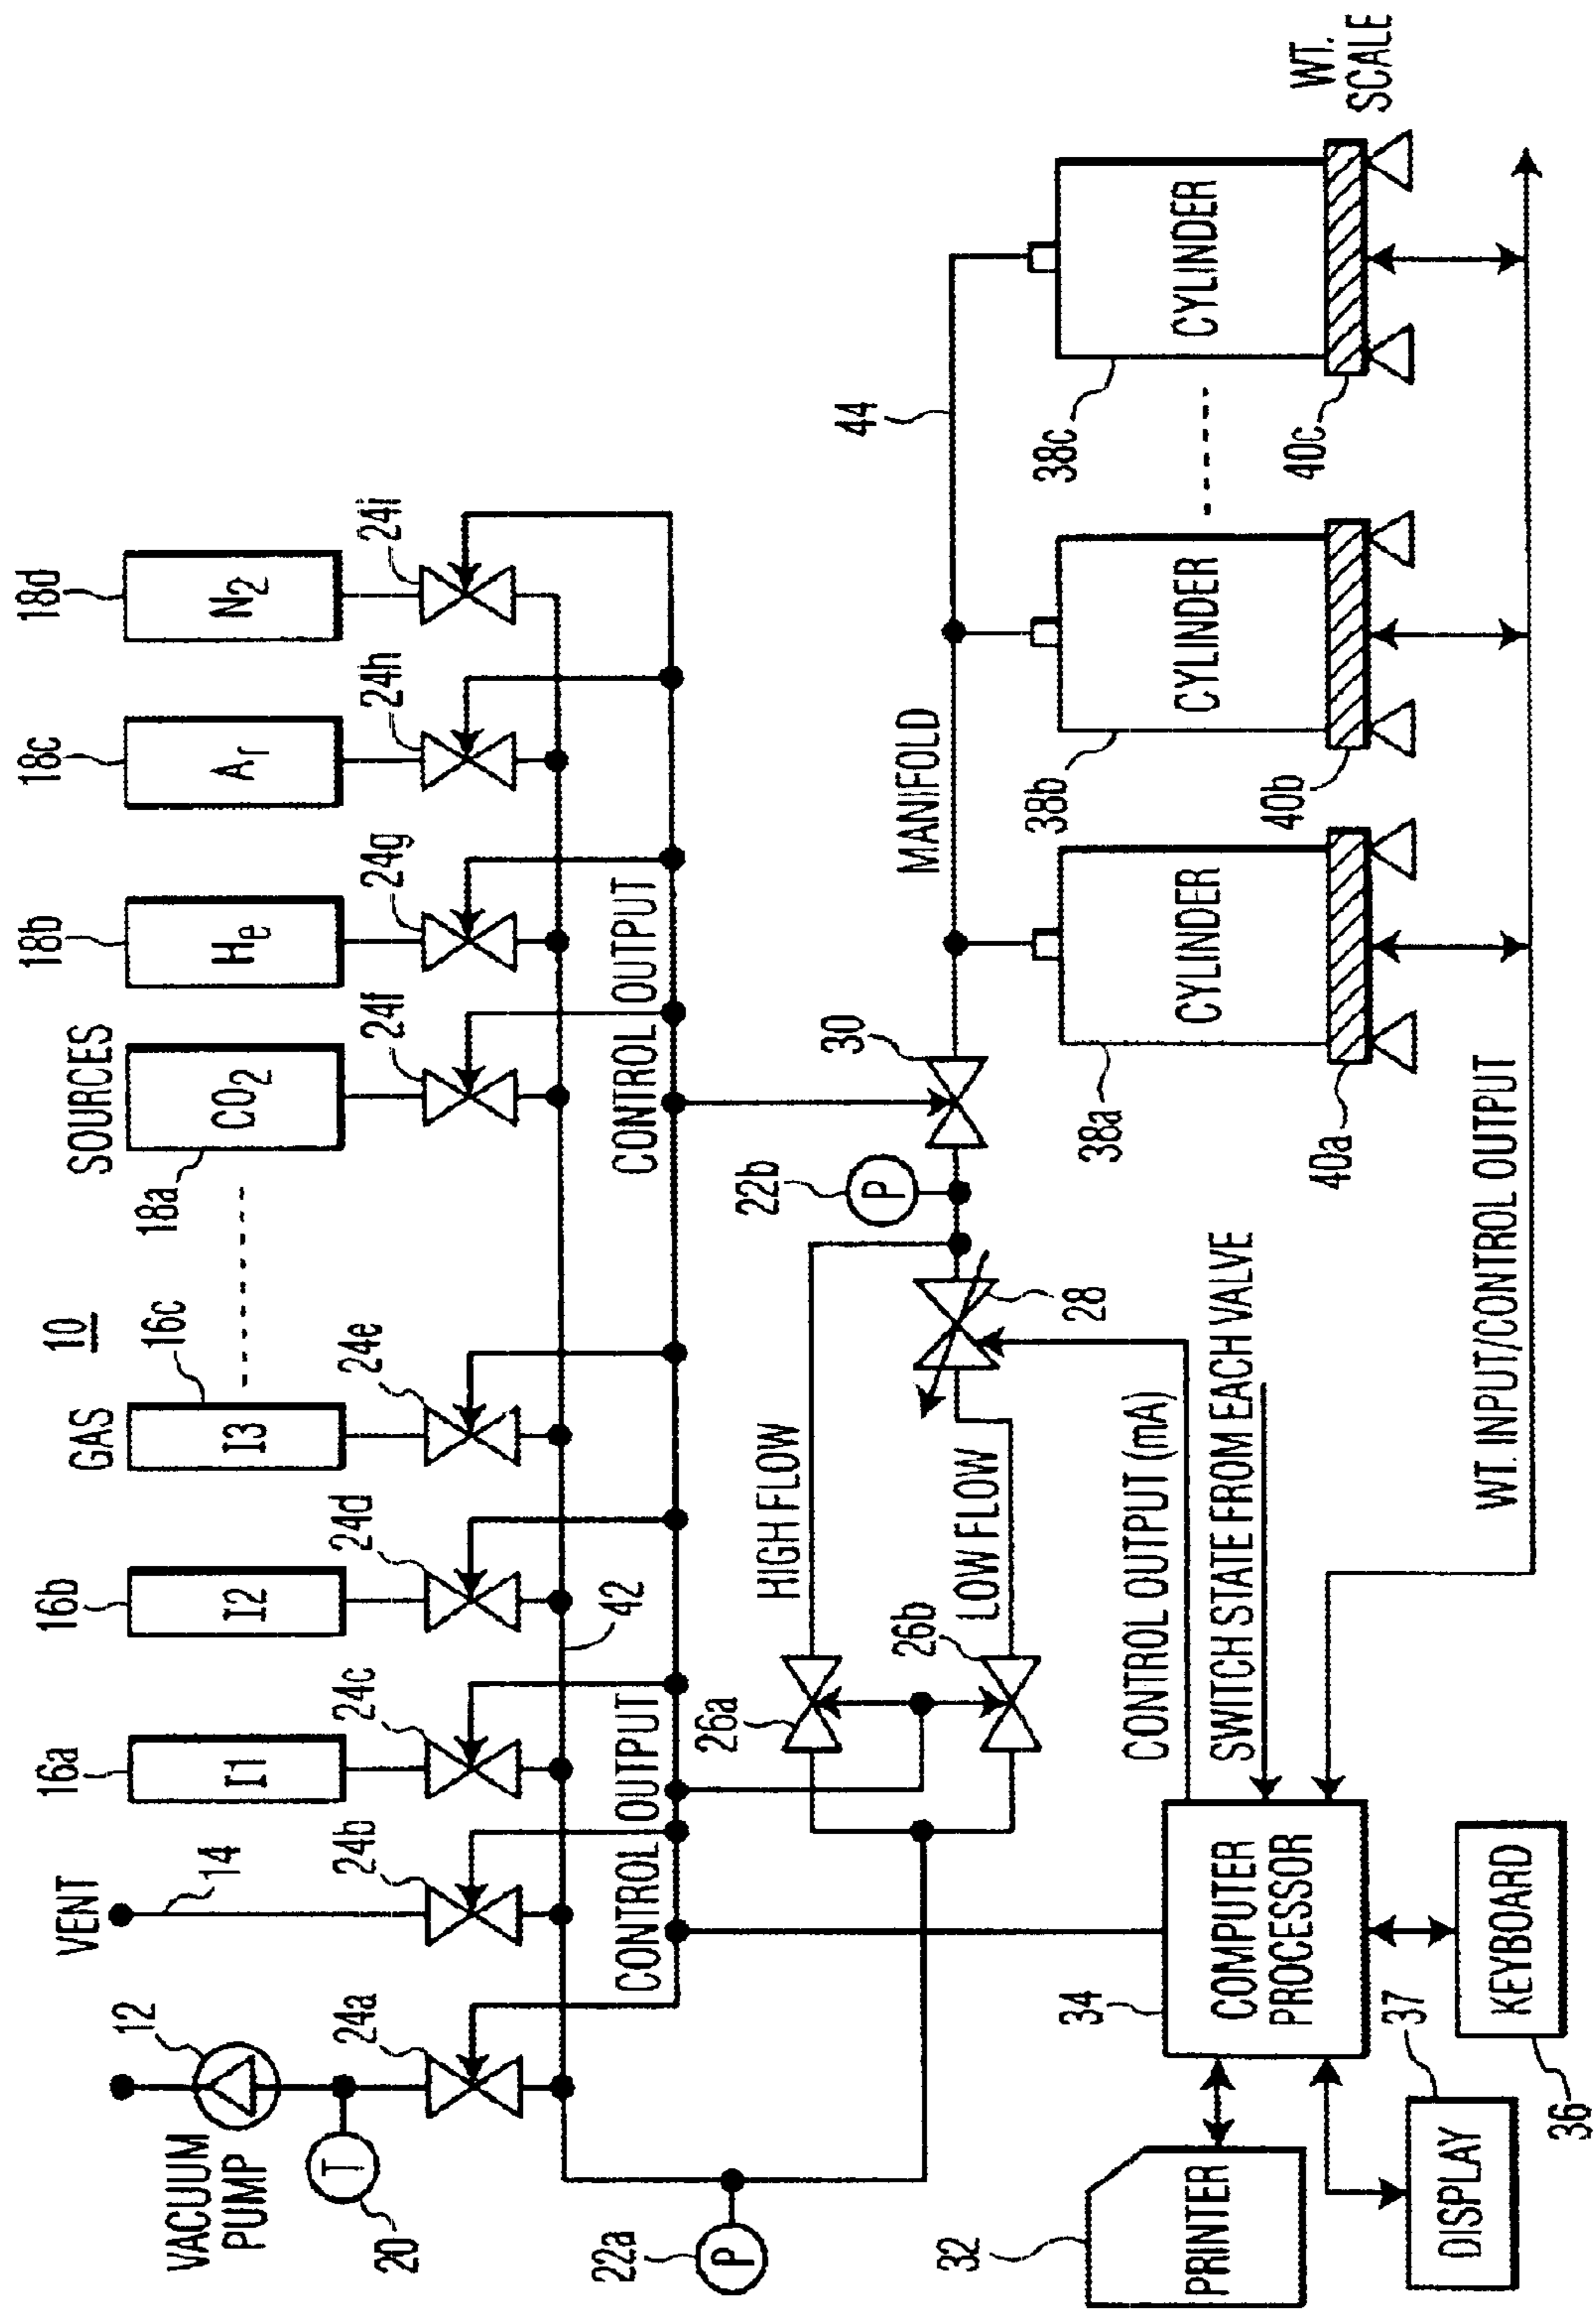 10
GAS
SOURCES
VACUUM
PUMP
12
VENT
14
16a
I1
16b
I2
16c
I3
18a
CO2
18b
He
18c
Ar
18d
N2
20
T
24a
24b
24c
24d
24e
24f
24g
24h
24i
42
CONTROL OUTPUT
CONTROL OUTPUT
22a
P
26a
HIGH FLOW
26b
LOW FLOW
28
22b
P
30
MANIFOLD
44
CONTROL OUTPUT (mA)
SWITCH STATE FROM EACH VALVE
38a
CYLINDER
38b
CYLINDER
38c
CYLINDER
40a
40b
40c
WT.
SCALE
WT. INPUT/CONTROL OUTPUT
32
PRINTER
34
COMPUTER
PROCESSOR
37
DISPLAY
36
KEYBOARD